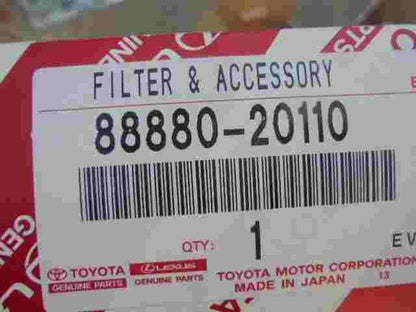 FILTER & ACCESSORY
88880-20110
QTY: 1
EV
TOYOTA
GENUINE PARTS
LEXUS
GENUINE PARTS
TOYOTA MOTOR CORPORATION
MADE IN JAPAN 13